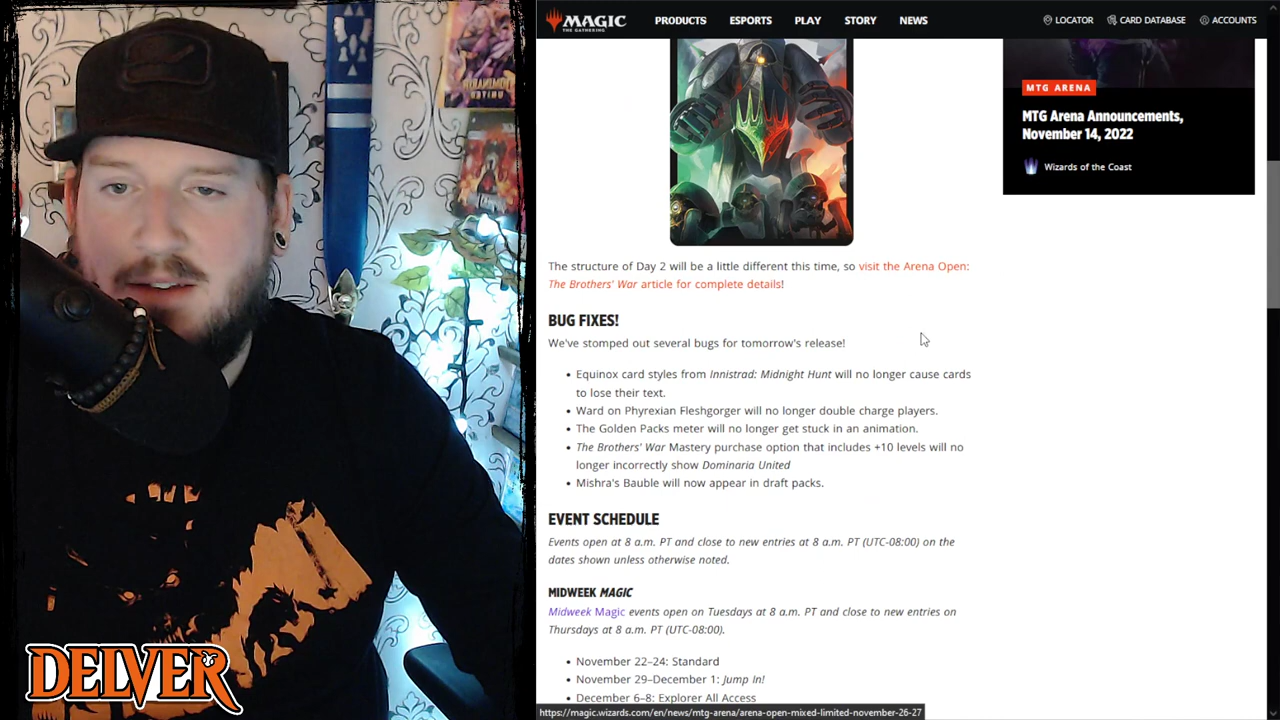 MAGIC
THE GATHERING
PRODUCTS ESPORTS PLAY STORY NEWS
LOCATOR CARD DATABASE ACCOUNTS
MTG ARENA
MTG Arena Announcements,
November 14, 2022
Wizards of the Coast
The structure of Day 2 will be a little different this time, so visit the Arena Open:
The Brothers' War article for complete details!
BUG FIXES!
We've stomped out several bugs for tomorrow's release!
• Equinox card styles from Innistrad: Midnight Hunt will no longer cause cards
to lose their text.
• Ward on Phyrexian Fleshgorger will no longer double charge players.
• The Golden Packs meter will no longer get stuck in an animation.
• The Brothers' War Mastery purchase option that includes +10 levels will no
longer incorrectly show Dominaria United
• Mishra's Bauble will now appear in draft packs.
EVENT SCHEDULE
Events open at 8 a.m. PT and close to new entries at 8 a.m. PT (UTC-08:00) on the
dates shown unless otherwise noted.
MIDWEEK MAGIC
Midweek Magic events open on Tuesdays at 8 a.m. PT and close to new entries on
Thursdays at 8 a.m. PT (UTC-08:00).
• November 22–24: Standard
• November 29–December 1: Jump In!
• December 6–8: Explorer All Access
https://magic.wizards.com/en/news/mtg-arena/arena-open-mixed-limited-november-26-27
DELVER